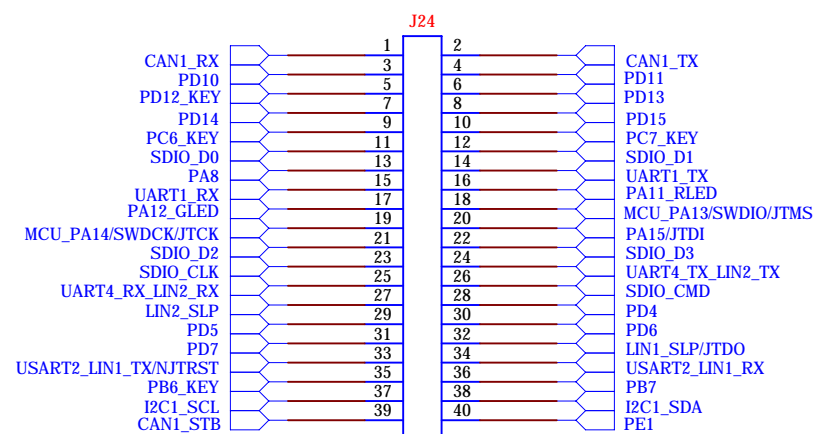 J24
1 2
CAN1_RX CAN1_TX
3 4
PD10 PD11
5 6
PD12_KEY PD13
7 8
PD14 PD15
9 10
PC6_KEY PC7_KEY
11 12
SDIO_D0 SDIO_D1
13 14
PA8 UART1_TX
15 16
UART1_RX PA11_RLED
17 18
PA12_GLED MCU_PA13/SWDIO/JTMS
19 20
MCU_PA14/SWDCK/JTCK PA15/JTDI
21 22
SDIO_D2 SDIO_D3
23 24
SDIO_CLK UART4_TX_LIN2_TX
25 26
UART4_RX_LIN2_RX SDIO_CMD
27 28
LIN2_SLP PD4
29 30
PD5 PD6
31 32
PD7 LIN1_SLP/JTDO
33 34
USART2_LIN1_TX/NJTRST USART2_LIN1_RX
35 36
PB6_KEY PB7
37 38
I2C1_SCL I2C1_SDA
39 40
CAN1_STB PE1